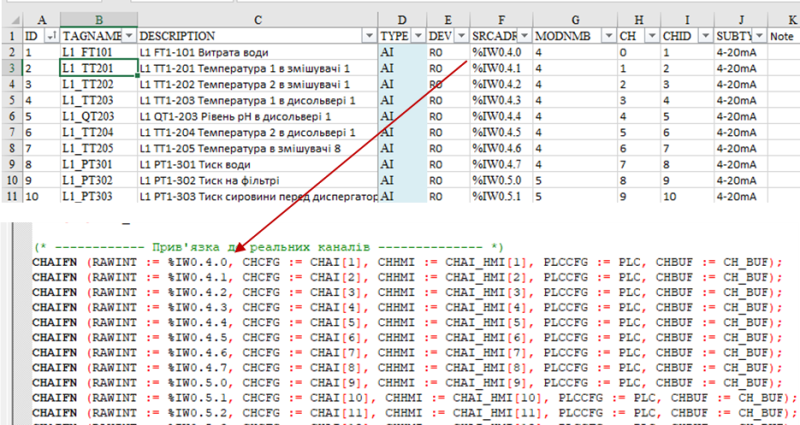 A B C D E F G H I J K
1 ID TAGNAME DESCRIPTION TYPE DEV SRCADR MODNMB CH CHID SUBTY Note
2 1 L1_FT101 L1 FT1-101 Витрата води AI R0 %IW0.4.0 4 0 1 4-20mA
3 2 L1_TT201 L1 TT1-201 Температура 1 в змішувачі 1 AI R0 %IW0.4.1 4 1 2 4-20mA
4 3 L1_TT202 L1 TT1-202 Температура 2 в змішувачі 1 AI R0 %IW0.4.2 4 2 3 4-20mA
5 4 L1_TT203 L1 TT1-203 Температура 1 в дисольвері 1 AI R0 %IW0.4.3 4 3 4 4-20mA
6 5 L1_QT203 L1 QT1-203 Рівень pH в дисольвері 1 AI R0 %IW0.4.4 4 4 5 4-20mA
7 6 L1_TT204 L1 TT1-204 Температура 2 в дисольвері 1 AI R0 %IW0.4.5 4 5 6 4-20mA
8 7 L1_TT205 L1 TT1-205 Температура в змішувачі 8 AI R0 %IW0.4.6 4 6 7 4-20mA
9 8 L1_PT301 L1 PT1-301 Тиск води AI R0 %IW0.4.7 4 7 8 4-20mA
10 9 L1_PT302 L1 PT1-302 Тиск на фільтрі AI R0 %IW0.5.0 5 8 9 4-20mA
11 10 L1_PT303 L1 PT1-303 Тиск сировини перед диспергатор AI R0 %IW0.5.1 5 9 10 4-20mA
(* ------------ Прив'язка до реальних каналів -------------- *)
CHAIFN (RAWINT := %IW0.4.0, CHCFG := CHAI[1], CHHMI := CHAI_HMI[1], PLCCFG := PLC, CHBUF := CH_BUF);
CHAIFN (RAWINT := %IW0.4.1, CHCFG := CHAI[2], CHHMI := CHAI_HMI[2], PLCCFG := PLC, CHBUF := CH_BUF);
CHAIFN (RAWINT := %IW0.4.2, CHCFG := CHAI[3], CHHMI := CHAI_HMI[3], PLCCFG := PLC, CHBUF := CH_BUF);
CHAIFN (RAWINT := %IW0.4.3, CHCFG := CHAI[4], CHHMI := CHAI_HMI[4], PLCCFG := PLC, CHBUF := CH_BUF);
CHAIFN (RAWINT := %IW0.4.4, CHCFG := CHAI[5], CHHMI := CHAI_HMI[5], PLCCFG := PLC, CHBUF := CH_BUF);
CHAIFN (RAWINT := %IW0.4.5, CHCFG := CHAI[6], CHHMI := CHAI_HMI[6], PLCCFG := PLC, CHBUF := CH_BUF);
CHAIFN (RAWINT := %IW0.4.6, CHCFG := CHAI[7], CHHMI := CHAI_HMI[7], PLCCFG := PLC, CHBUF := CH_BUF);
CHAIFN (RAWINT := %IW0.4.7, CHCFG := CHAI[8], CHHMI := CHAI_HMI[8], PLCCFG := PLC, CHBUF := CH_BUF);
CHAIFN (RAWINT := %IW0.5.0, CHCFG := CHAI[9], CHHMI := CHAI_HMI[9], PLCCFG := PLC, CHBUF := CH_BUF);
CHAIFN (RAWINT := %IW0.5.1, CHCFG := CHAI[10], CHHMI := CHAI_HMI[10], PLCCFG := PLC, CHBUF := CH_BUF);
CHAIFN (RAWINT := %IW0.5.2, CHCFG := CHAI[11], CHHMI := CHAI_HMI[11], PLCCFG := PLC, CHBUF := CH_BUF);